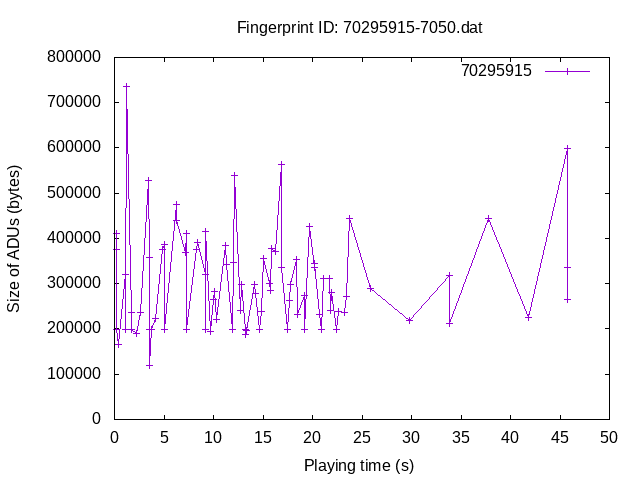 Fingerprint ID: 70295915-7050.dat
70295915
Size of ADUs (bytes)
800000
700000
600000
500000
400000
300000
200000
100000
0
0 5 10 15 20 25 30 35 40 45 50
Playing time (s)